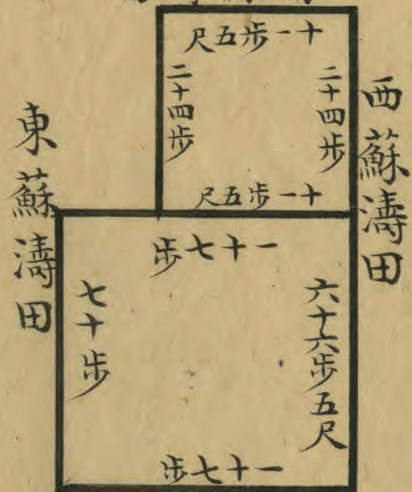 十一步五尺
西蘇濤田
二十四步
二十四步
十一步五尺
東蘇濤田
一十七步
六十六步五尺
七十步
一十七步